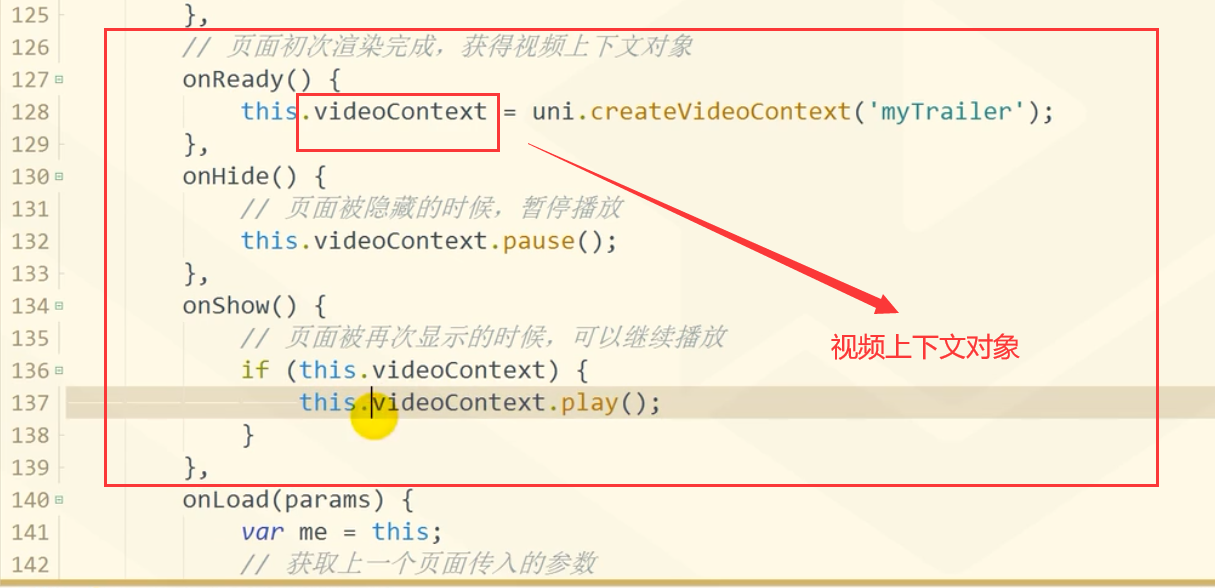 125 },
126 // 页面初次渲染完成，获得视频上下文对象
127 onReady() {
128 this.videoContext = uni.createVideoContext('myTrailer');
129 },
130 onHide() {
131 // 页面被隐藏的时候，暂停播放
132 this.videoContext.pause();
133 },
134 onShow() {
135 // 页面被再次显示的时候，可以继续播放
视频上下文对象
136 if (this.videoContext) {
137 this.videoContext.play();
138 }
139 },
140 onLoad(params) {
141 var me = this;
142 // 获取上一个页面传入的参数